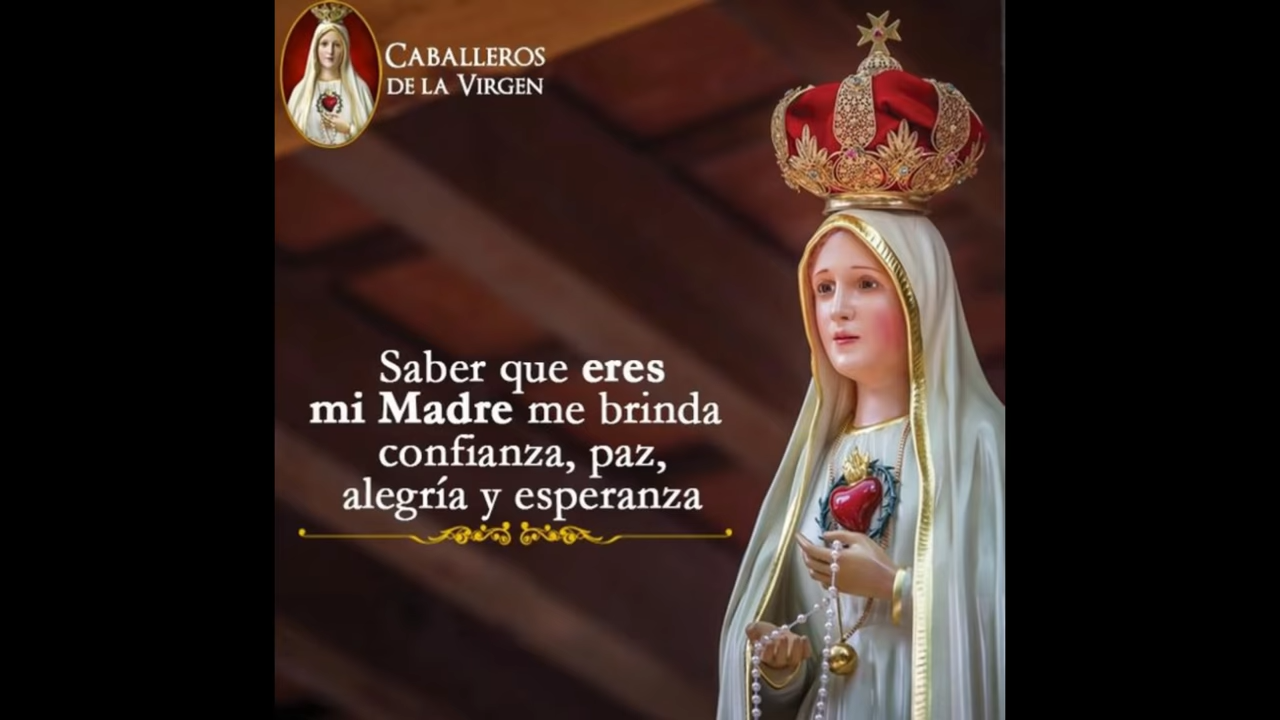 CABALLEROS
DE LA VIRGEN
Saber que eres
mi Madre me brinda
confianza, paz,
alegría y esperanza